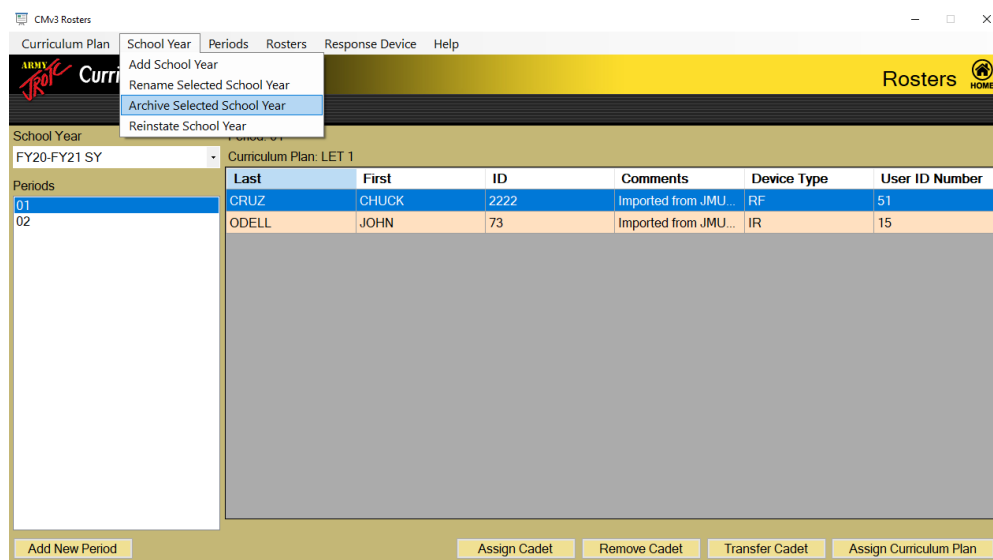 CMv3 Rosters
Curriculum Plan School Year Periods Rosters Response Device Help
Add School Year
Rename Selected School Year
Archive Selected School Year
Reinstate School Year
ARMY
JROTC
Curri
Rosters
HOME
School Year
FY20-FY21 SY
Periods
01
02
Period: 01
Curriculum Plan: LET 1
Last First ID Comments Device Type User ID Number
CRUZ CHUCK 2222 Imported from JMU... RF 51
ODELL JOHN 73 Imported from JMU... IR 15
Add New Period Assign Cadet Remove Cadet Transfer Cadet Assign Curriculum Plan